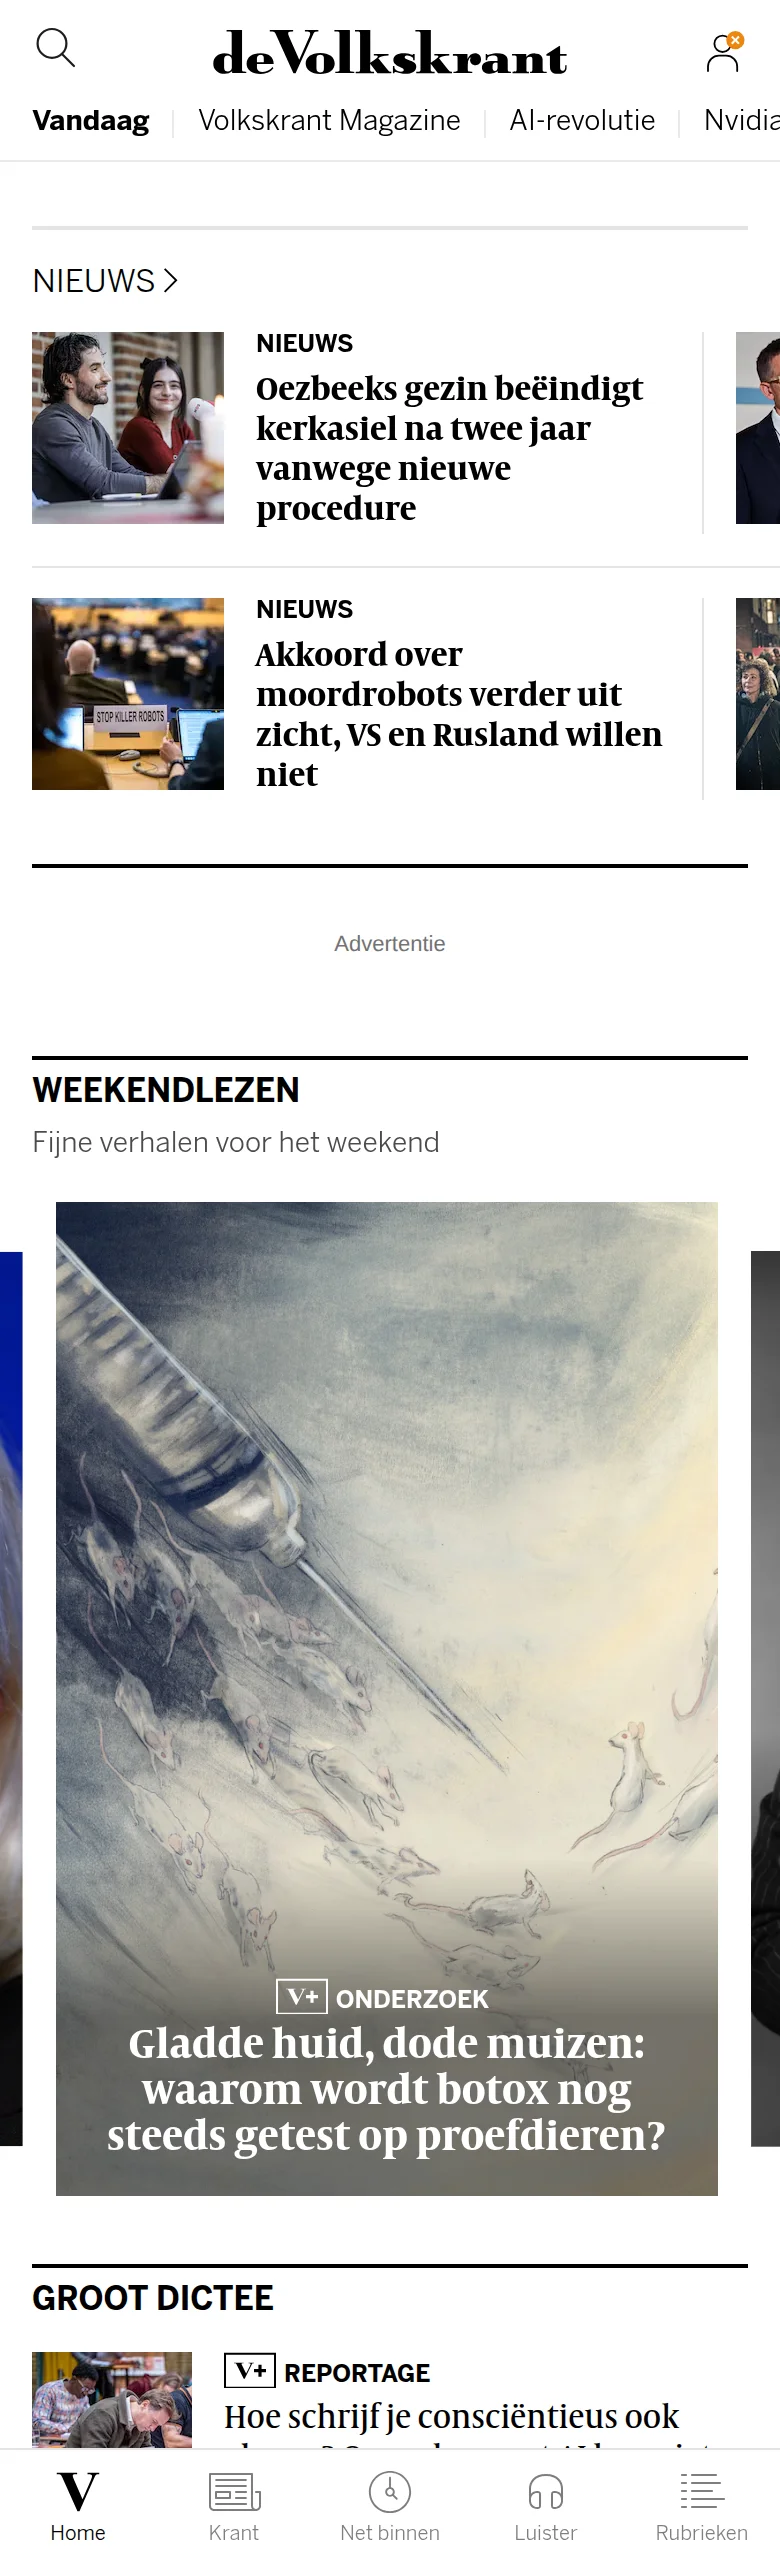 deVolkskrant
Vandaag
Volkskrant Magazine
AI-revolutie
Nvidia
NIEUWS
NIEUWS
Oezbeeks gezin beëindigt
kerkasiel na twee jaar
vanwege nieuwe
procedure
NIEUWS
Akkoord over
moordrobots verder uit
zicht, VS en Rusland willen
niet
STOP KILLER ROBOTS
Advertentie
WEEKENDLEZEN
Fijne verhalen voor het weekend
V+ ONDERZOEK
Gladde huid, dode muizen:
waarom wordt botox nog
steeds getest op proefdieren?
GROOT DICTEE
V+ REPORTAGE
Hoe schrijf je consciëntieus ook
V
Home
Krant
Net binnen
Luister
Rubrieken